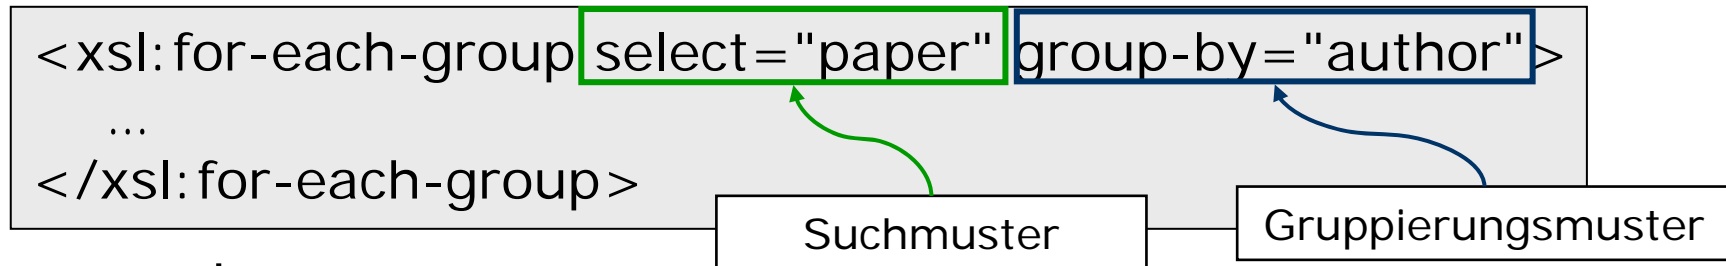 <xsl:for-each-group select="paper" group-by="author">
...
</xsl:for-each-group>
Suchmuster
Gruppierungsmuster